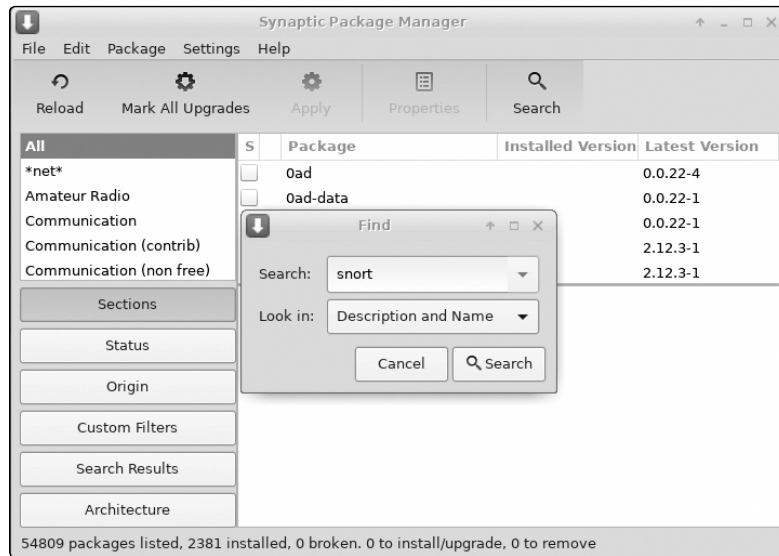 Synaptic Package Manager
File Edit Package Settings Help
Reload Mark All Upgrades Apply Properties Search
All
*net*
Amateur Radio
Communication
Communication (contrib)
Communication (non free)
Sections
Status
Origin
Custom Filters
Search Results
Architecture
S Package Installed Version Latest Version
0ad 0.0.22-4
0ad-data 0.0.22-1
0.0.22-1
2.12.3-1
2.12.3-1
Find
Search: snort
Look in: Description and Name
Cancel Search
54809 packages listed, 2381 installed, 0 broken. 0 to install/upgrade, 0 to remove